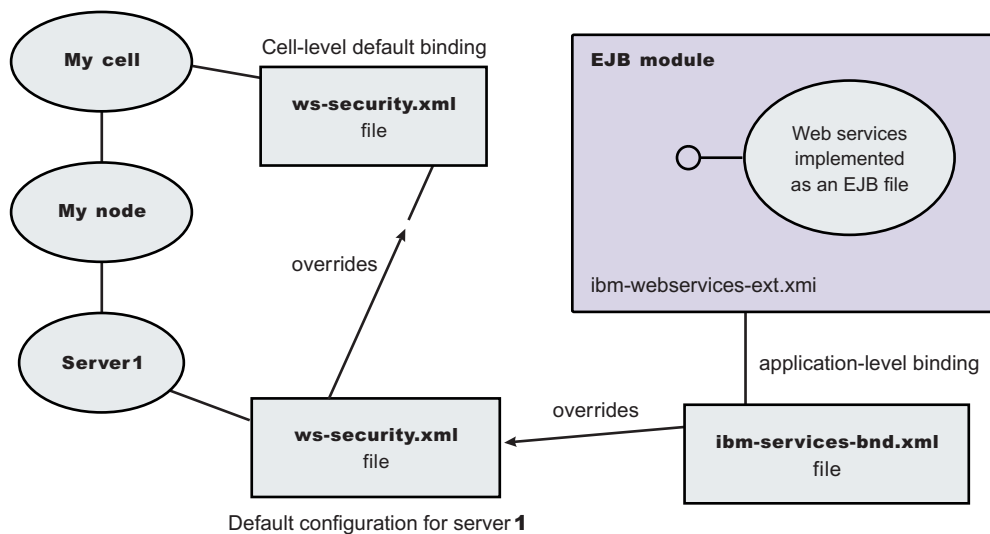 My cell
Cell-level default binding
ws-security.xml
file
EJB module
Web services
implemented
as an EJB file
My node
overrides
ibm-webservices-ext.xmi
Server1
application-level binding
overrides
ws-security.xml
file
ibm-services-bnd.xml
file
Default configuration for server 1